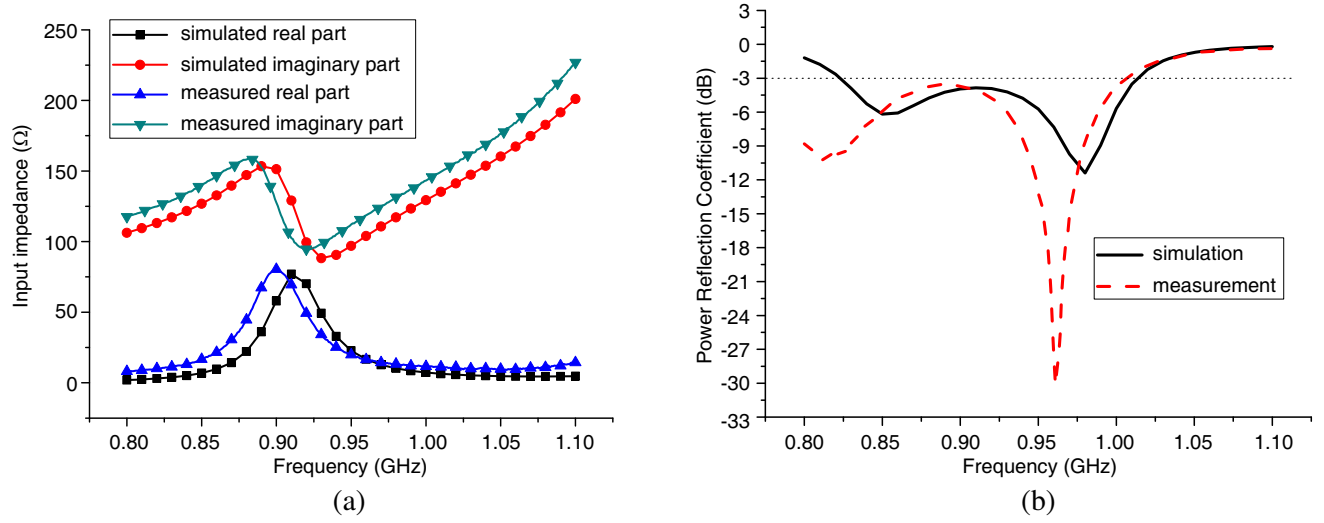 simulated real part
simulated imaginary part
measured real part
measured imaginary part
Input impedance (Ω)
250
200
150
100
50
0
0.80 0.85 0.90 0.95 1.00 1.05 1.10
Frequency (GHz)
(a)
Power Reflection Coefficient (dB)
3
0
-3
-6
-9
-12
-15
-18
-21
-24
-27
-30
-33
simulation
measurement
0.80 0.85 0.90 0.95 1.00 1.05 1.10
Frequency (GHz)
(b)